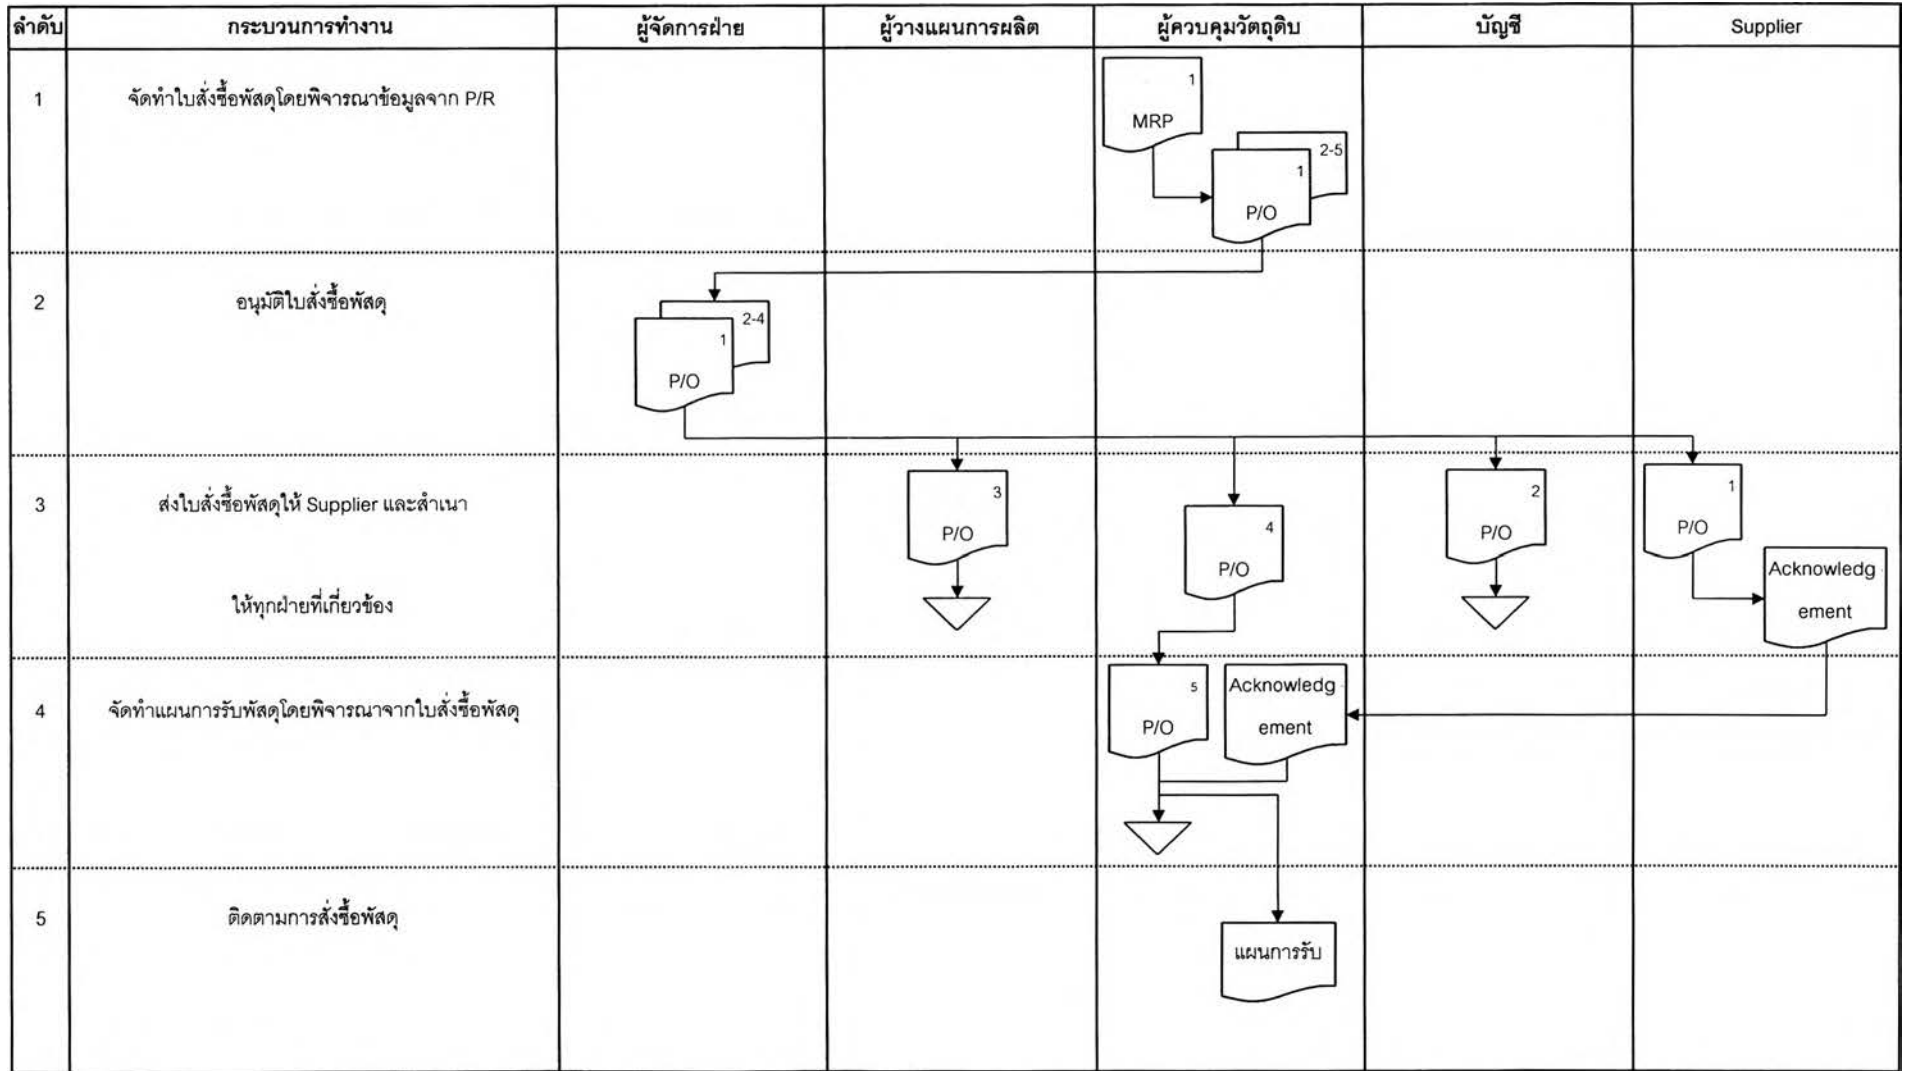 ลำดับ กระบวนการทำงาน ผู้จัดการฝ่าย ผู้วางแผนการผลิต ผู้ควบคุมวัตถุดิบ บัญชี Supplier
1 จัดทำใบสั่งซื้อพัสดุโดยพิจารณาข้อมูลจาก P/R
1
MRP
2-5
1
P/O
2 อนุมัติใบสั่งซื้อพัสดุ
2-4
1
P/O
3 ส่งใบสั่งซื้อพัสดุให้ Supplier และสำเนา
ให้ทุกฝ่ายที่เกี่ยวข้อง
3
P/O
4
P/O
2
P/O
1
P/O
Acknowledg
ement
4 จัดทำแผนการรับพัสดุโดยพิจารณาจากใบสั่งซื้อพัสดุ
5
P/O
Acknowledg
ement
5 ติดตามการสั่งซื้อพัสดุ
แผนการรับ